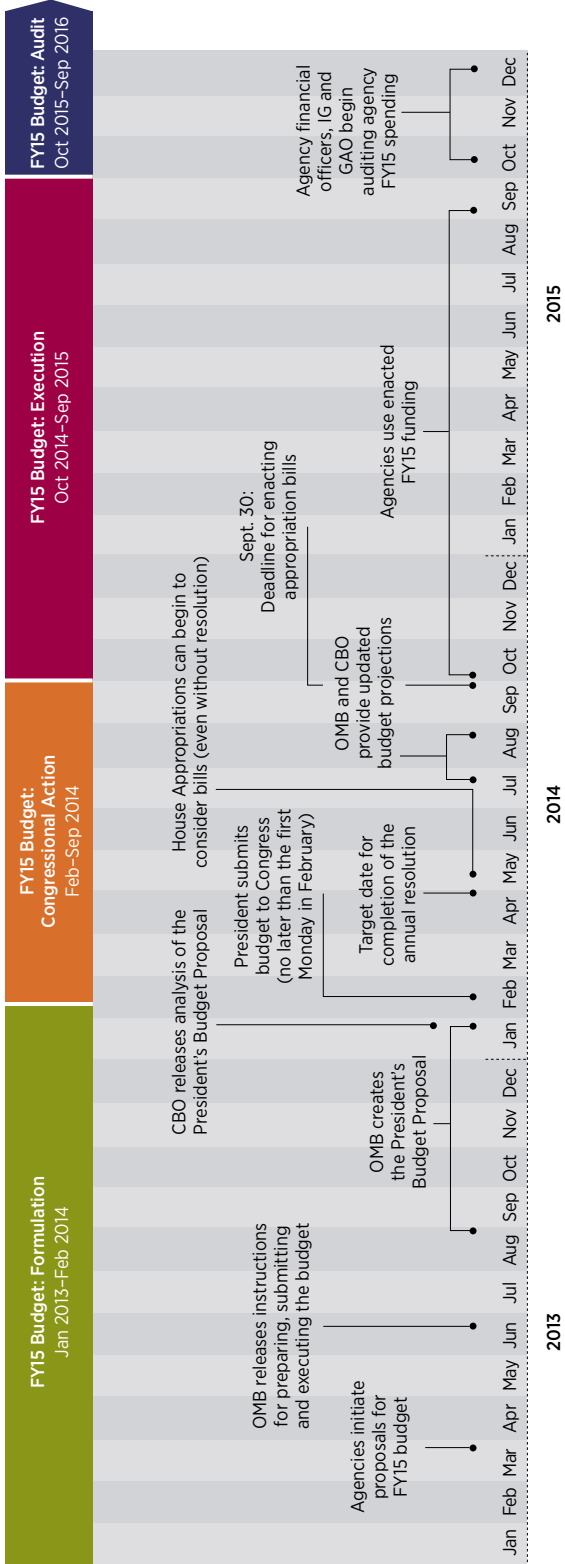 FY15 Budget: Formulation
Jan 2013–Feb 2014
FY15 Budget:
Congressional Action
Feb–Sep 2014
FY15 Budget: Execution
Oct 2014–Sep 2015
FY15 Budget: Audit
Oct 2015–Sep 2016
Agencies initiate
proposals for
FY15 budget
OMB releases instructions
for preparing, submitting
and executing the budget
OMB creates
the President’s
Budget Proposal
CBO releases analysis of the
President’s Budget Proposal
President submits
budget to Congress
(no later than the first
Monday in February)
Target date for
completion of the
annual resolution
House Appropriations can begin to
consider bills (even without resolution)
OMB and CBO
provide updated
budget projections
Sept. 30:
Deadline for enacting
appropriation bills
Agencies use enacted
FY15 funding
Agency financial
officers, IG and
GAO begin
auditing agency
FY15 spending
Jan Feb Mar Apr May Jun Jul Aug Sep Oct Nov Dec Jan Feb Mar Apr May Jun Jul Aug Sep Oct Nov Dec Jan Feb Mar Apr May Jun Jul Aug Sep Oct Nov Dec
2013 2014 2015